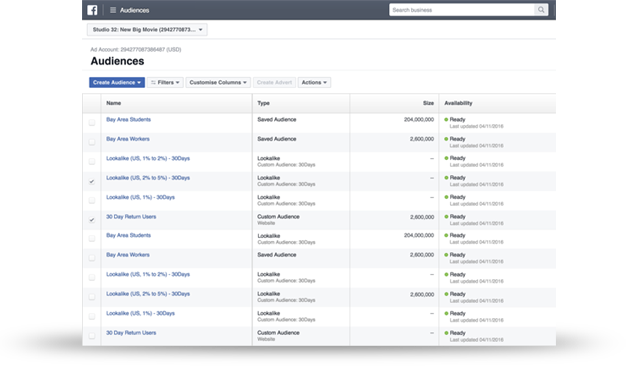 f Audiences Search business
Studio 32: New Big Movie (2942770873...
Ad Account: 294277087386487 (USD)
Audiences
Create Audience Filters Customise Columns Create Advert Actions
Name Type Size Availability
Bay Area Students Saved Audience 204,000,000 Ready
Last updated 04/11/2016
Bay Area Workers Saved Audience 2,600,000 Ready
Last updated 04/11/2016
Lookalike (US, 1% to 2%) - 30Days Lookalike -- Ready
Custom Audience: 30Days Last updated 04/11/2016
Lookalike (US, 2% to 5%) - 30Days Lookalike -- Ready
Custom Audience: 30Days Last updated 04/11/2016
Lookalike (US, 1%) - 30Days Lookalike -- Ready
Custom Audience: 30Days Last updated 04/11/2016
30 Day Return Users Custom Audience 2,600,000 Ready
Website Last updated 04/11/2016
Bay Area Students Lookalike 204,000,000 Ready
Custom Audience: 30Days Last updated 04/11/2016
Bay Area Workers Saved Audience 2,600,000 Ready
Last updated 04/11/2016
Lookalike (US, 1% to 2%) - 30Days Lookalike -- Ready
Custom Audience: 30Days Last updated 04/11/2016
Lookalike (US, 2% to 5%) - 30Days Lookalike 2,600,000 Ready
Custom Audience: 30Days Last updated 04/11/2016
Lookalike (US, 1%) - 30Days Lookalike -- Ready
Custom Audience: 30Days Last updated 04/11/2016
30 Day Return Users Custom Audience -- Ready
Website Last updated 04/11/2016